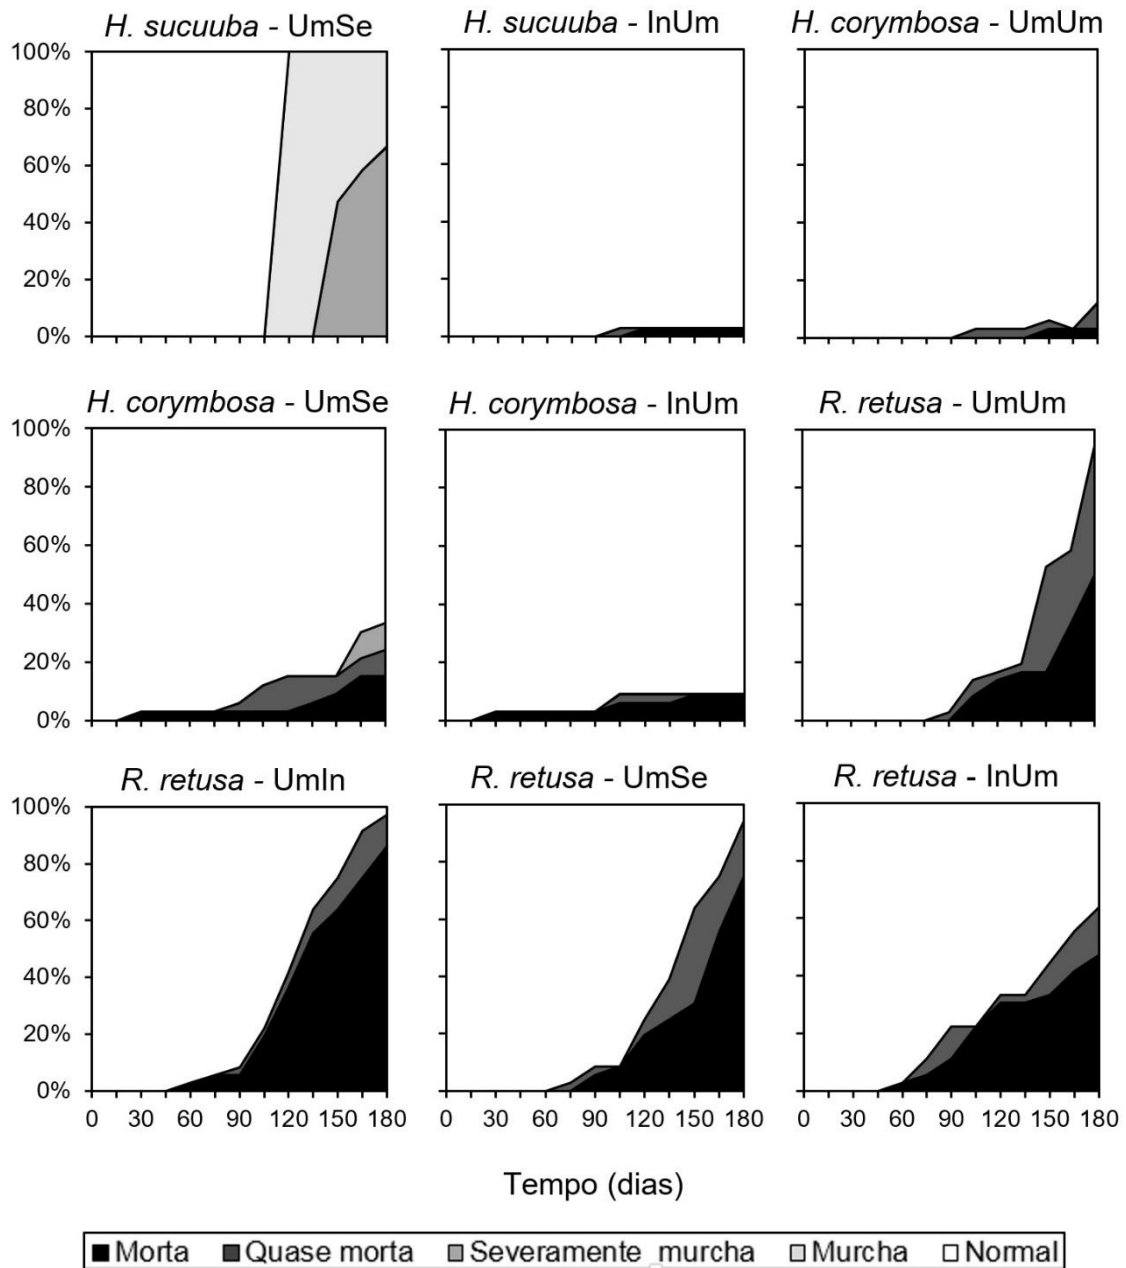 H. sucuuba - UmSe
H. sucuuba - InUm
H. corymbosa - UmUm
100%
80%
60%
40%
20%
0%
H. corymbosa - UmSe
H. corymbosa - InUm
R. retusa - UmUm
100%
80%
60%
40%
20%
0%
R. retusa - UmIn
R. retusa - UmSe
R. retusa - InUm
100%
80%
60%
40%
20%
0%
0 30 60 90 120 150 180
0 30 60 90 120 150 180
0 30 60 90 120 150 180
Tempo (dias)
Morta Quase morta Severamente murcha Murcha Normal